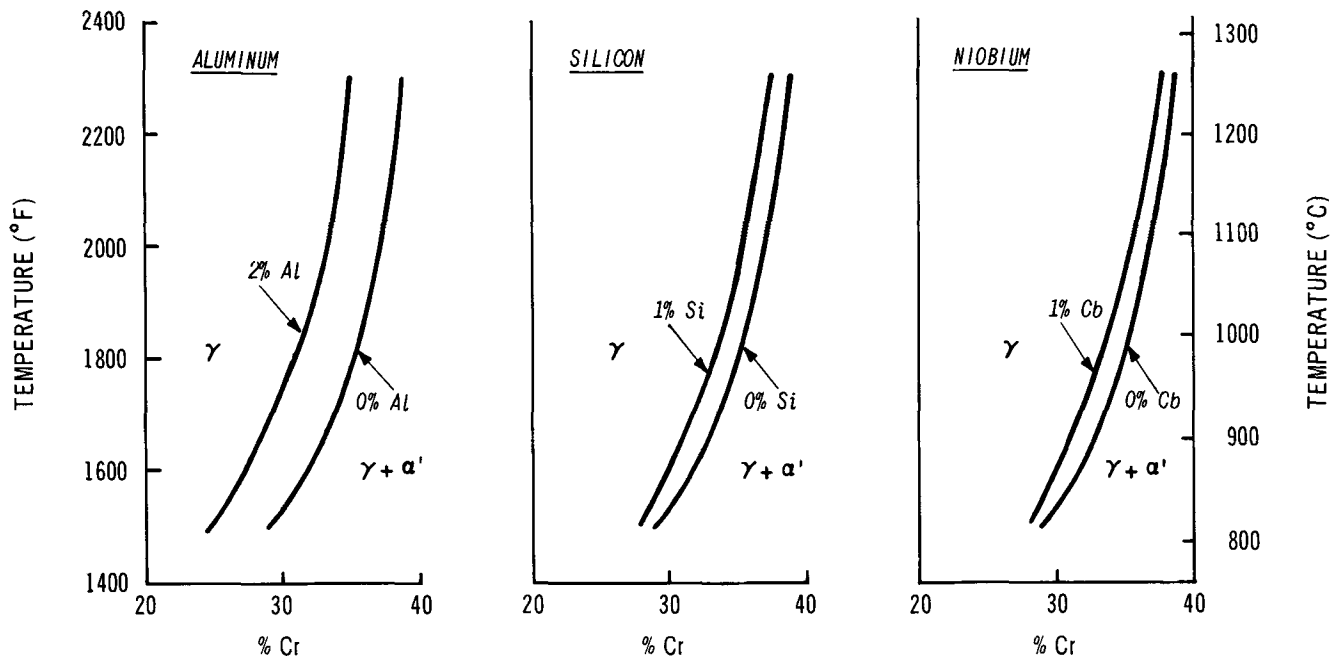 TEMPERATURE (°F)
2400
2200
2000
1800
1600
1400
ALUMINUM
2% Al
γ
0% Al
γ + α'
20
30
40
% Cr
SILICON
1% Si
γ
0% Si
γ + α'
20
30
40
% Cr
NIOBIUM
1% Cb
γ
0% Cb
γ + α'
20
30
40
% Cr
1300
1200
1100
1000
900
800
TEMPERATURE (°C)